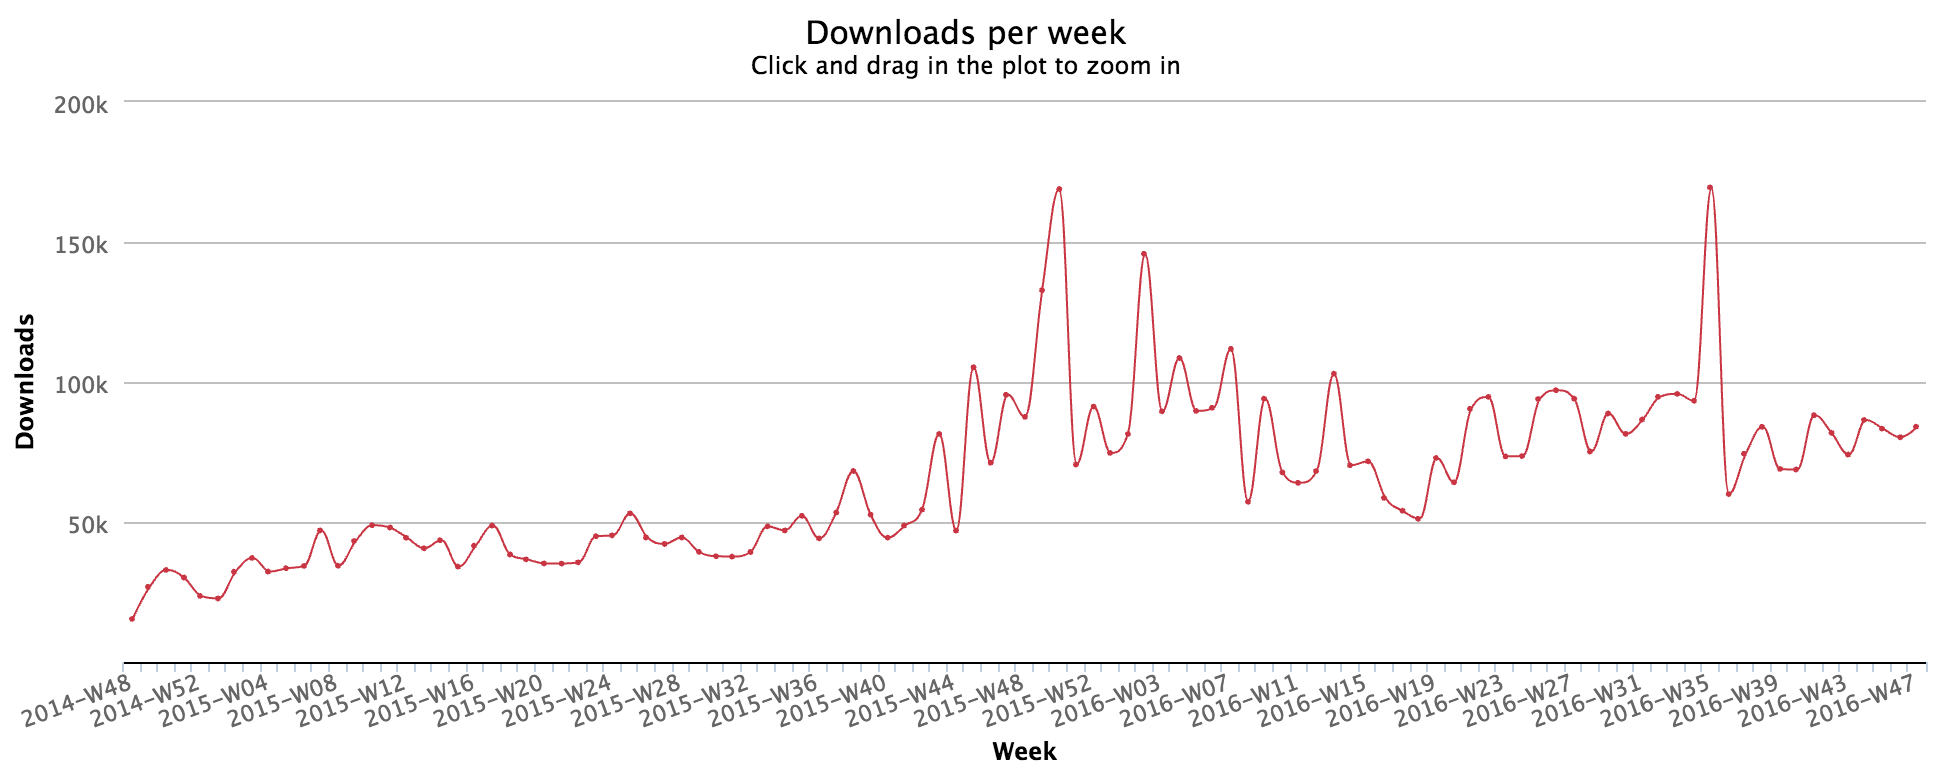 Downloads per week
Click and drag in the plot to zoom in
200k
150k
100k
50k
Downloads
2014-W48
2014-W52
2015-W04
2015-W08
2015-W12
2015-W16
2015-W20
2015-W24
2015-W28
2015-W32
2015-W36
2015-W40
2015-W44
2015-W48
2015-W52
2016-W03
2016-W07
2016-W11
2016-W15
2016-W19
2016-W23
2016-W27
2016-W31
2016-W35
2016-W39
2016-W43
2016-W47
Week